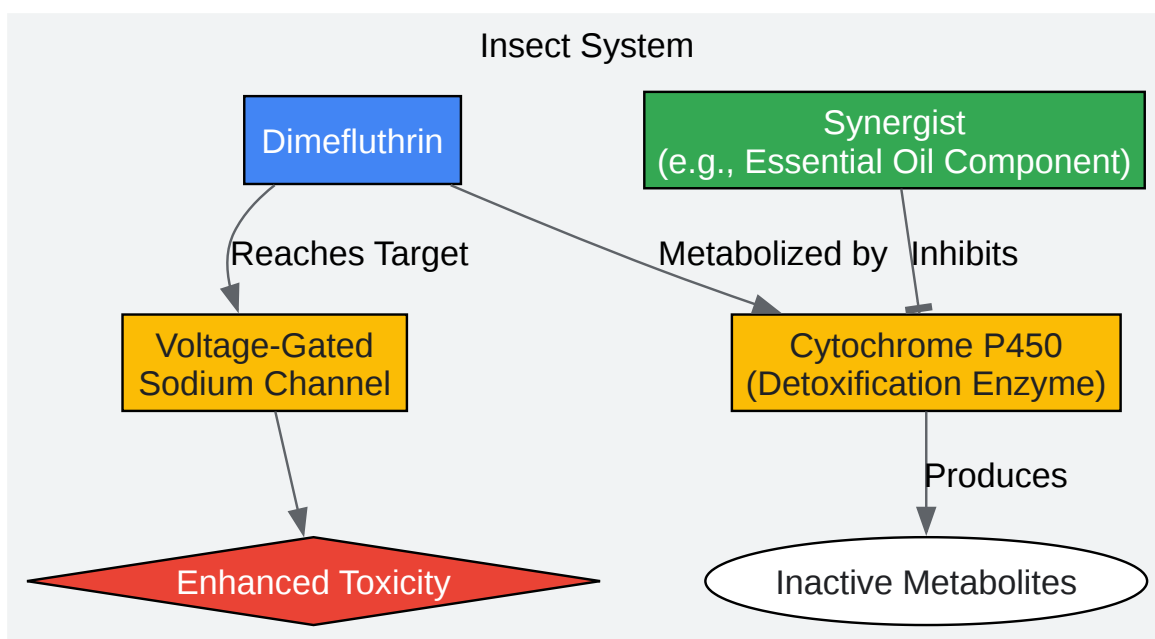 Insect System
Dimefluthrin
Synergist
(e.g., Essential Oil Component)
Reaches Target
Metabolized by
Inhibits
Voltage-Gated
Sodium Channel
Cytochrome P450
(Detoxification Enzyme)
Produces
Enhanced Toxicity
Inactive Metabolites